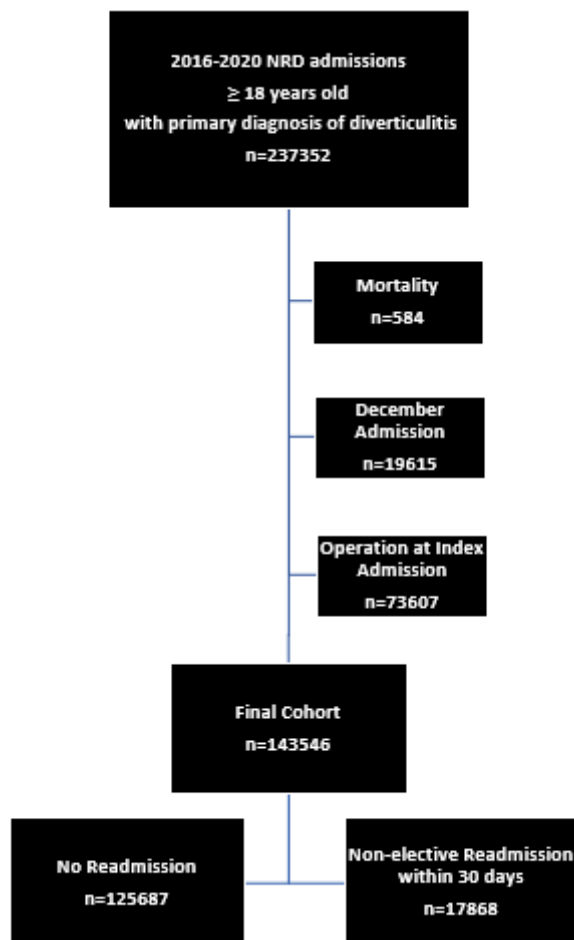 2016-2020 NRD admissions
≥ 18 years old
with primary diagnosis of diverticulitis
n=237352
Mortality
n=584
December
Admission
n=19615
Operation at Index
Admission
n=73607
Final Cohort
n=143546
No Readmission
n=125687
Non-elective Readmission
within 30 days
n=17868